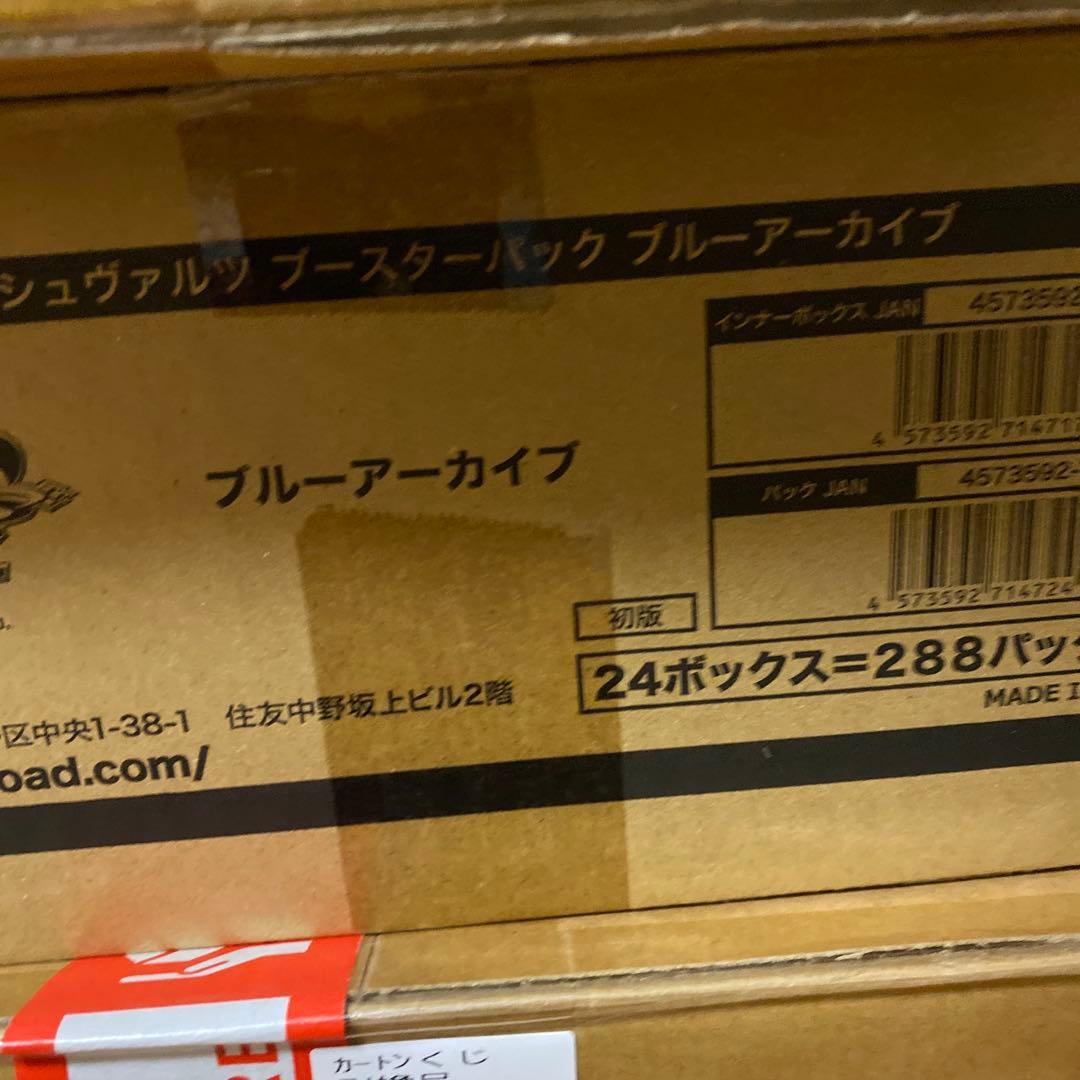 シュヴァルツ ブースターパック ブルーアーカイブ
インナーボックス JAN 4573592
4 573592 71471
ブルーアーカイブ
パック JAN 4573592-
4 573592 714724
初版
24ボックス=288パック
MADE I
区中央1-38-1 住友中野坂上ビル2階
oad.com/
カートンくじ